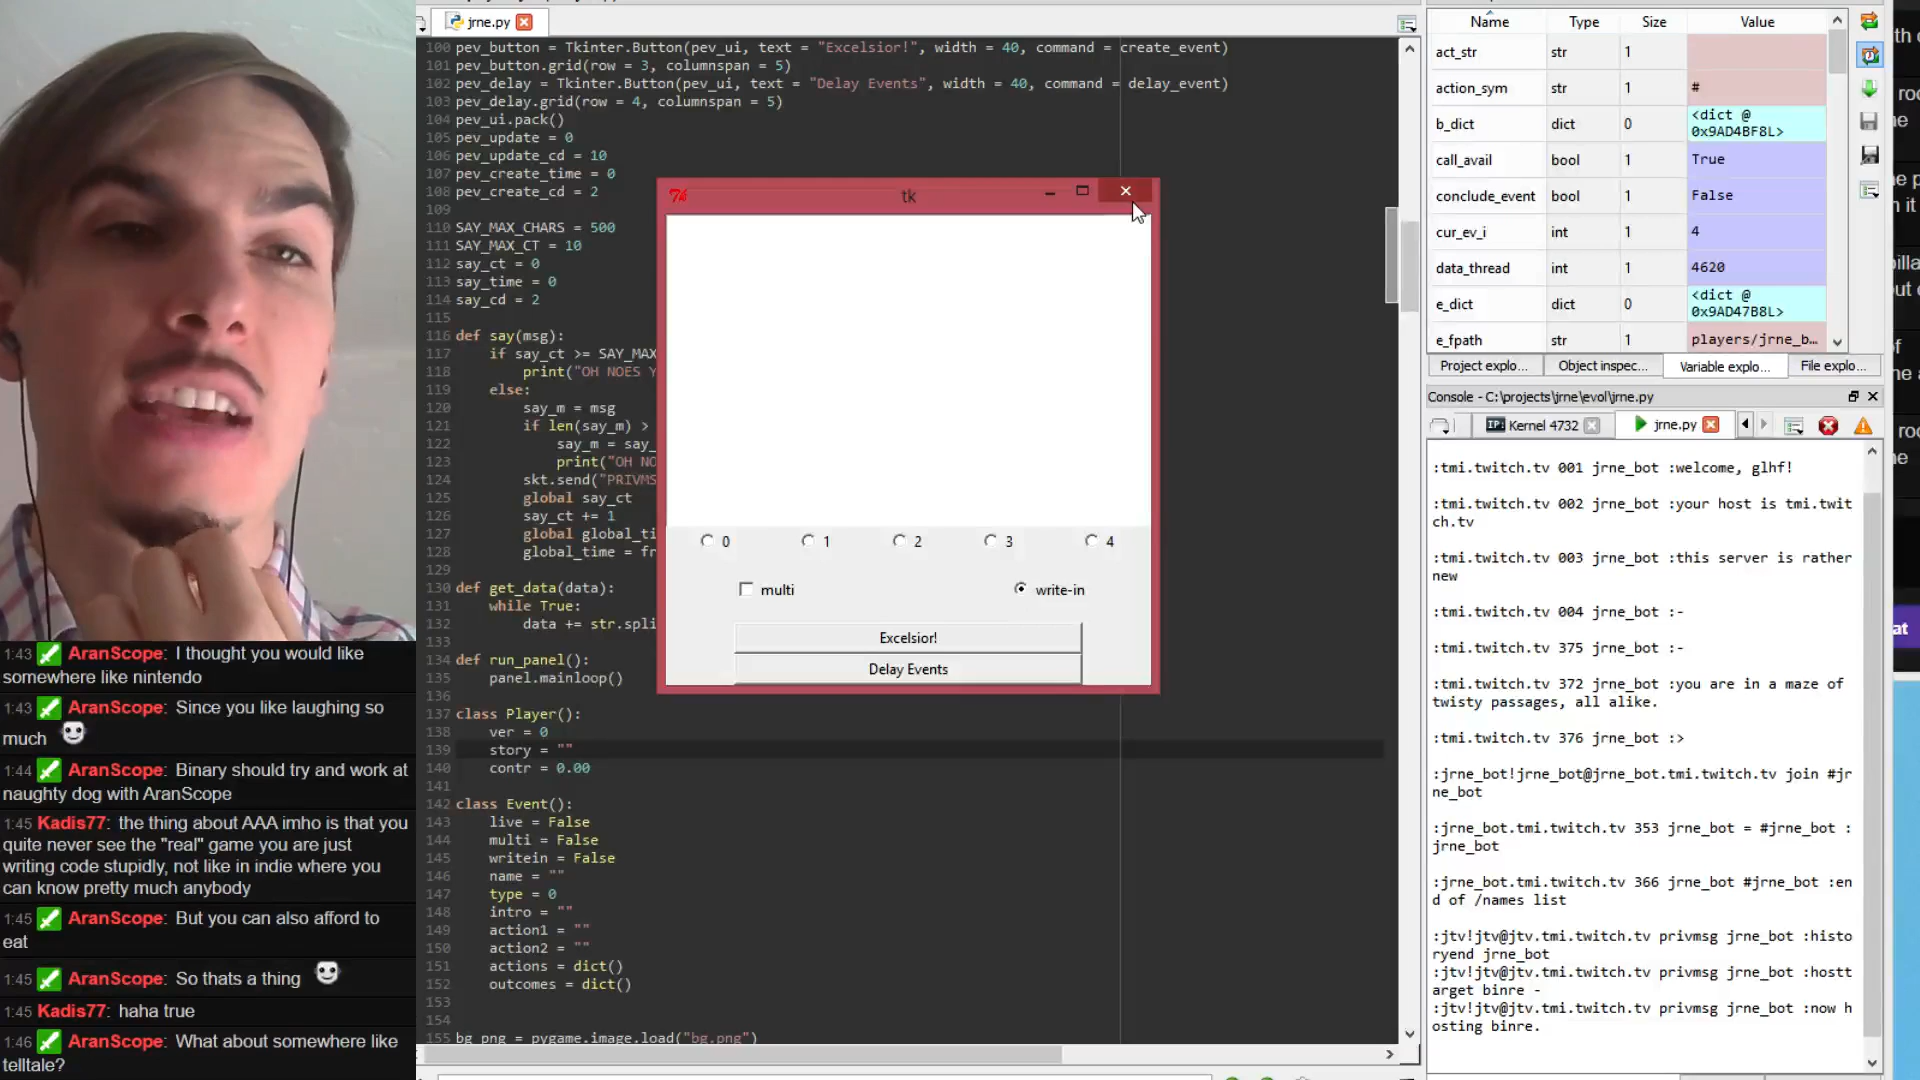 jrne.py
100 pev_button = Tkinter.Button(pev_ui, text = "Excelsior!", width = 40, command = create_event)
101 pev_button.grid(row = 3, columnspan = 5)
102 pev_delay = Tkinter.Button(pev_ui, text = "Delay Events", width = 40, command = delay_event)
103 pev_delay.grid(row = 4, columnspan = 5)
104 pev_ui.pack()
105 pev_update = 0
106 pev_update_cd = 10
107 pev_create_time = 0
108 pev_create_cd = 2
109
110 SAY_MAX_CHARS = 500
111 SAY_MAX_CT = 10
112 say_ct = 0
113 say_time = 0
114 say_cd = 2
115
116 def say(msg):
117 if say_ct >= SAY_MAX
118 print("OH NOES Y
119 else:
120 say_m = msg
121 if len(say_m) >
122 say_m = say_
123 print("OH NO
124 skt.send("PRIVMS
125 global say_ct
126 say_ct += 1
127 global global_ti
128 global_time = fr
129
130 def get_data(data):
131 while True:
132 data += str.spli
133
134 def run_panel():
135 panel.mainloop()
136
137 class Player():
138 ver = 0
139 story = ""
140 contr = 0.00
141
142 class Event():
143 live = False
144 multi = False
145 writein = False
146 name = ""
147 type = 0
148 intro = ""
149 action1 = ""
150 action2 = ""
151 actions = dict()
152 outcomes = dict()
153
154
155 bg_png = pygame.image.load("bg.png")
tk
0 1 2 3 4
multi write-in
Excelsior!
Delay Events
Name Type Size Value
act_str str 1
action_sym str 1 #
b_dict dict 0 <dict @ 0x9AD4BF8L>
call_avail bool 1 True
conclude_event bool 1 False
cur_ev_i int 1 4
data_thread int 1 4620
e_dict dict 0 <dict @ 0x9AD47B8L>
e_fpath str 1 players/jrne_b...
Project explo... Object inspec... Variable explo... File explo...
Console - C:\projects\jrne\evol\jrne.py
IP: Kernel 4732 jrne.py
:tmi.twitch.tv 001 jrne_bot :welcome, glhf!
:tmi.twitch.tv 002 jrne_bot :your host is tmi.twit
ch.tv
:tmi.twitch.tv 003 jrne_bot :this server is rather
new
:tmi.twitch.tv 004 jrne_bot :-
:tmi.twitch.tv 375 jrne_bot :-
:tmi.twitch.tv 372 jrne_bot :you are in a maze of
twisty passages, all alike.
:tmi.twitch.tv 376 jrne_bot :>
:jrne_bot!jrne_bot@jrne_bot.tmi.twitch.tv join #jr
ne_bot
:jrne_bot.tmi.twitch.tv 353 jrne_bot = #jrne_bot :
jrne_bot
:jrne_bot.tmi.twitch.tv 366 jrne_bot #jrne_bot :en
d of /names list
:jtv!jtv@jtv.tmi.twitch.tv privmsg jrne_bot :histo
ryend jrne_bot
:jtv!jtv@jtv.tmi.twitch.tv privmsg jrne_bot :hostt
arget binre -
:jtv!jtv@jtv.tmi.twitch.tv privmsg jrne_bot :now h
osting binre.
1:43 AranScope: I thought you would like
somewhere like nintendo
1:43 AranScope: Since you like laughing so
much
1:44 AranScope: Binary should try and work at
naughty dog with AranScope
1:45 Kadis77: the thing about AAA imho is that you
quite never see the "real" game you are just
writing code stupidly, not like in indie where you
can know pretty much anybody
1:45 AranScope: But you can also afford to
eat
1:45 AranScope: So thats a thing
1:45 Kadis77: haha true
1:46 AranScope: What about somewhere like
telltale?